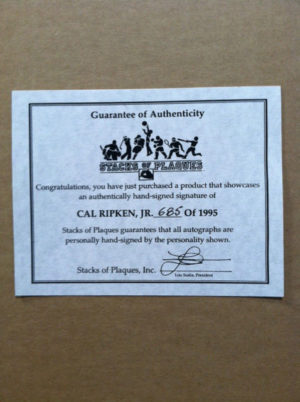 Guarantee of Authenticity
STACKS OF PLAQUES
Congratulations, you have just purchased a product that showcases
an authentically hand-signed signature of
CAL RIPKEN, JR. 685 Of 1995
Stacks of Plaques guarantees that all autographs are
personally hand-signed by the personality shown.
Stacks of Plaques, Inc.
President